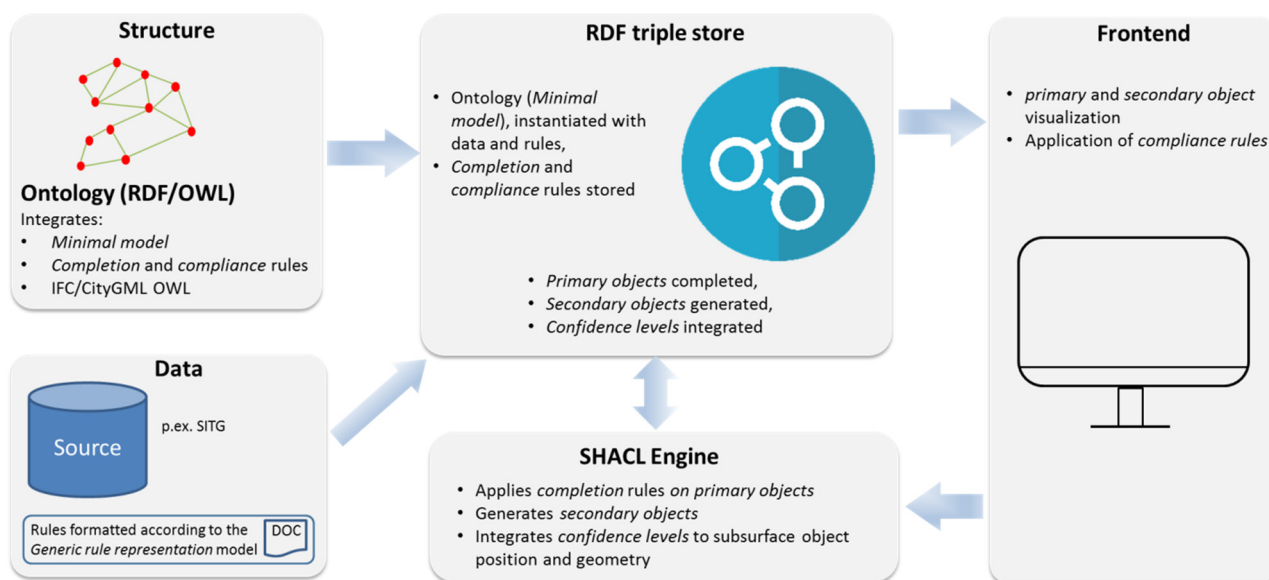 Structure
Ontology (RDF/OWL)
Integrates:
• Minimal model
• Completion and compliance rules
• IFC/CityGML OWL
Data
Source
p.ex. SITG
Rules formatted according to the
Generic rule representation model
DOC
RDF triple store
• Ontology (Minimal
model), instantiated with
data and rules,
• Completion and
compliance rules stored
• Primary objects completed,
• Secondary objects generated,
• Confidence levels integrated
SHACL Engine
• Applies completion rules on primary objects
• Generates secondary objects
• Integrates confidence levels to subsurface object
position and geometry
Frontend
• primary and secondary object
visualization
• Application of compliance rules